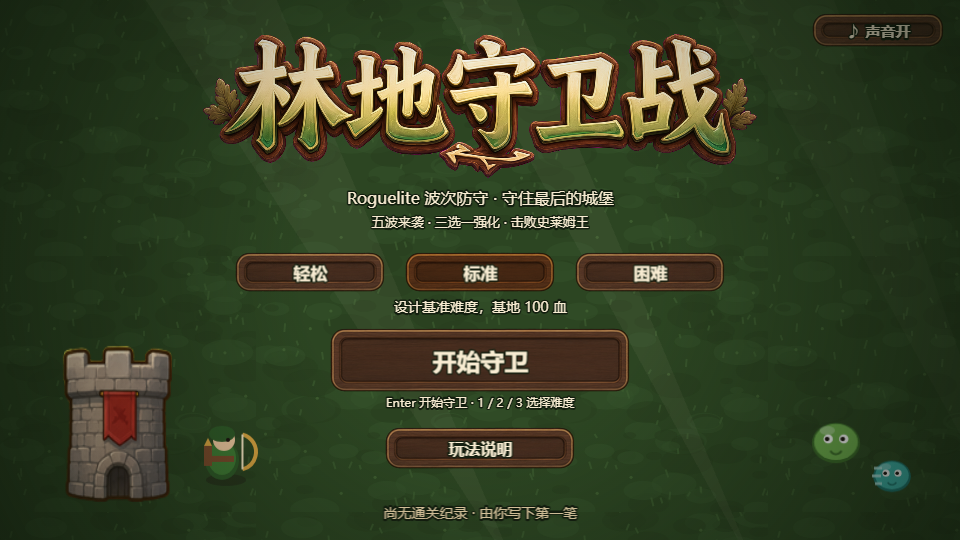 ♪ 声音开
林地守卫战
Roguelite 波次防守 · 守住最后的城堡
五波来袭 · 三选一强化 · 击败史莱姆王
轻松
标准
困难
设计基准难度，基地 100 血
开始守卫
Enter 开始守卫 · 1 / 2 / 3 选择难度
玩法说明
尚无通关纪录 · 由你写下第一笔